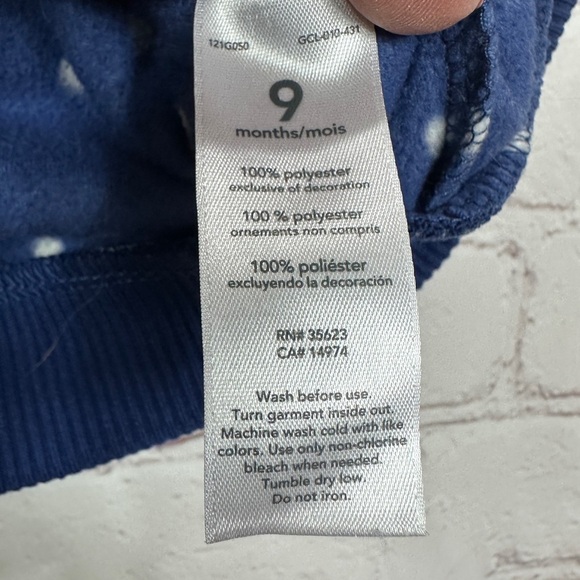 121G050 GCL-010-431
9
months/mois
100% polyester
exclusive of decoration
100 % polyester
ornements non compris
100% poliéster
excluyendo la decoración
RN# 35623
CA# 14974
Wash before use.
Turn garment inside out.
Machine wash cold with like
colors. Use only non-chlorine
bleach when needed.
Tumble dry low.
Do not iron.